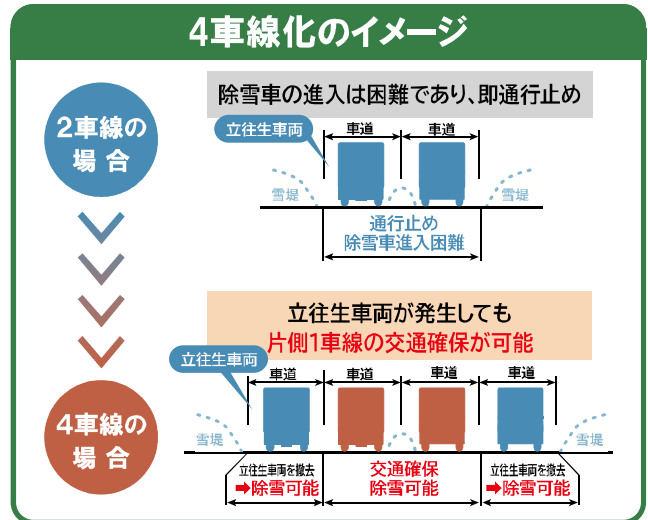 4車線化のイメージ
2車線の
場合
除雪車の進入は困難であり、即通行止め
立往生車両
車道
車道
雪堤
雪堤
通行止め
除雪車進入困難
立往生車両が発生しても
片側1車線の交通確保が可能
立往生車両
車道
車道
車道
車道
4車線の
場合
雪堤
雪堤
立往生車両を撤去
➡除雪可能
交通確保
除雪可能
立往生車両を撤去
➡除雪可能